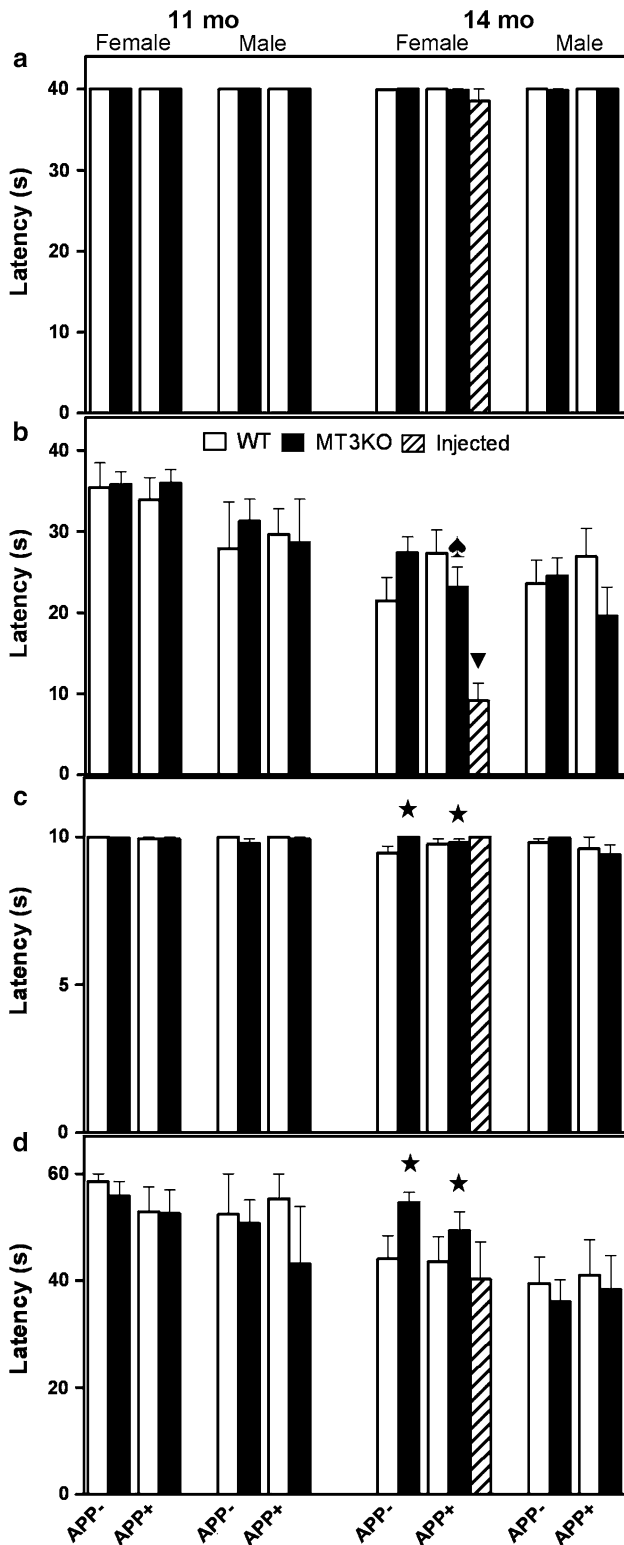 11 mo 14 mo
Female Male Female Male
a
40
30
20
10
0
Latency (s)
b
WT MT3KO Injected
40
30
20
10
0
Latency (s)
c
10
5
0
Latency (s)
d
60
40
20
0
Latency (s)
APP- APP+ APP- APP+ APP- APP+ APP- APP+